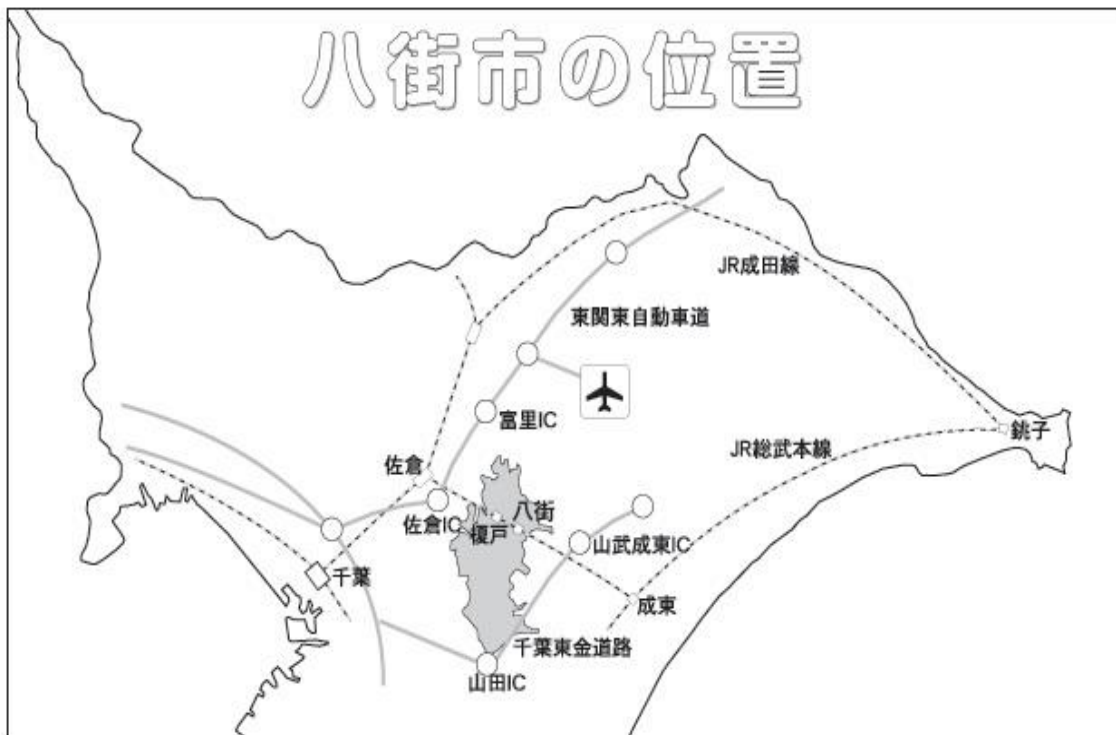 八街市の位置
JR成田線
東関東自動車道
富里IC
銚子
JR総武本線
佐倉
佐倉IC
八街
榎戸
山武成東IC
千葉
成東
千葉東金道路
山田IC